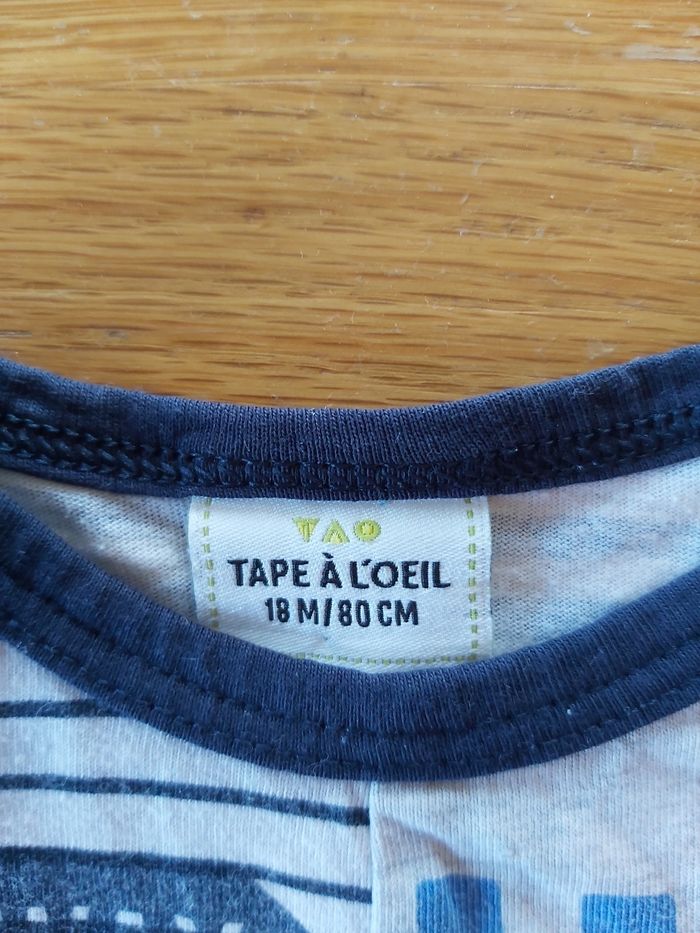 TAO
TAPE À L'OEIL
18 M/80 CM